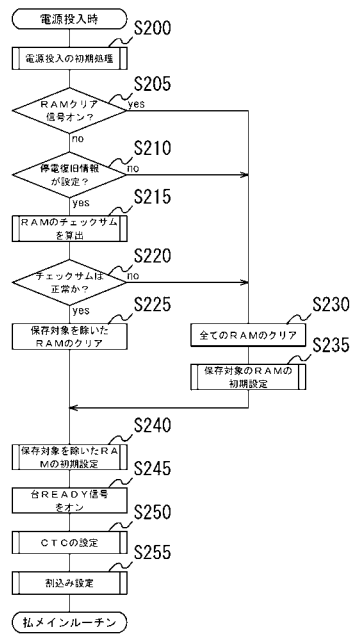 電源投入時
S200
電源投入の初期処理
S205
RAMクリア
信号オン?
yes
no
S210
停電復旧情報
が設定?
no
yes
S215
RAMのチェックサム
を算出
S220
チェックサムは
正常か?
no
yes
S225
保存対象を除いた
RAMのクリア
S230
全てのRAMのクリア
S235
保存対象のRAMの
初期設定
S240
保存対象を除いたRA
Mの初期設定
S245
台READY信号
をオン
S250
CTCの設定
S255
割込み設定
払メインルーチン